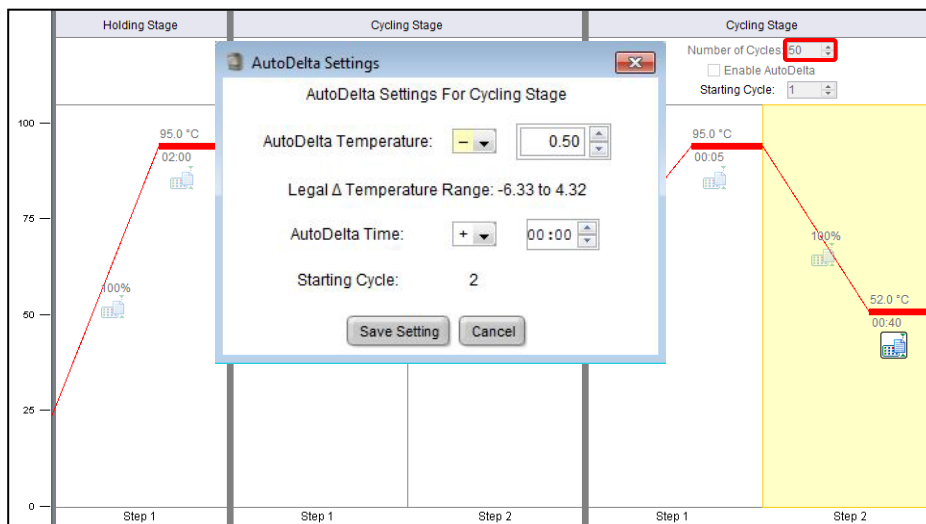 Holding Stage
Cycling Stage
Cycling Stage
Number of Cycles: 50
Enable AutoDelta
Starting Cycle: 1
AutoDelta Settings
AutoDelta Settings For Cycling Stage
AutoDelta Temperature: – 0.50
Legal Δ Temperature Range: -6.33 to 4.32
AutoDelta Time: + 00:00
Starting Cycle: 2
Save Setting Cancel
100
75
50
25
0
95.0 °C
02:00
100%
95.0 °C
00:05
100%
52.0 °C
00:40
Step 1
Step 1
Step 2
Step 1
Step 2